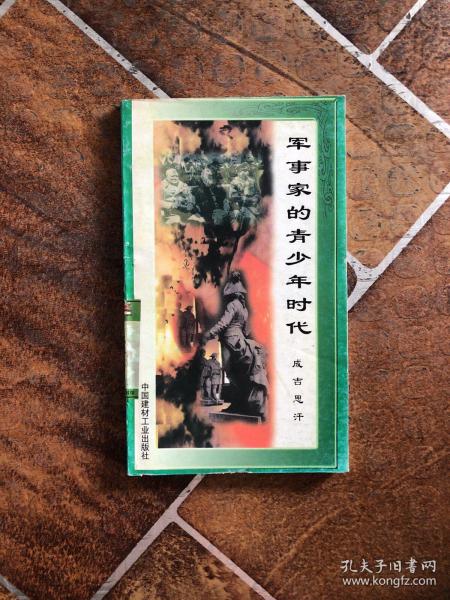 军事家的青少年时代
成吉思汗
中国建材工业出版社
孔夫子旧书网
www.kongfz.com